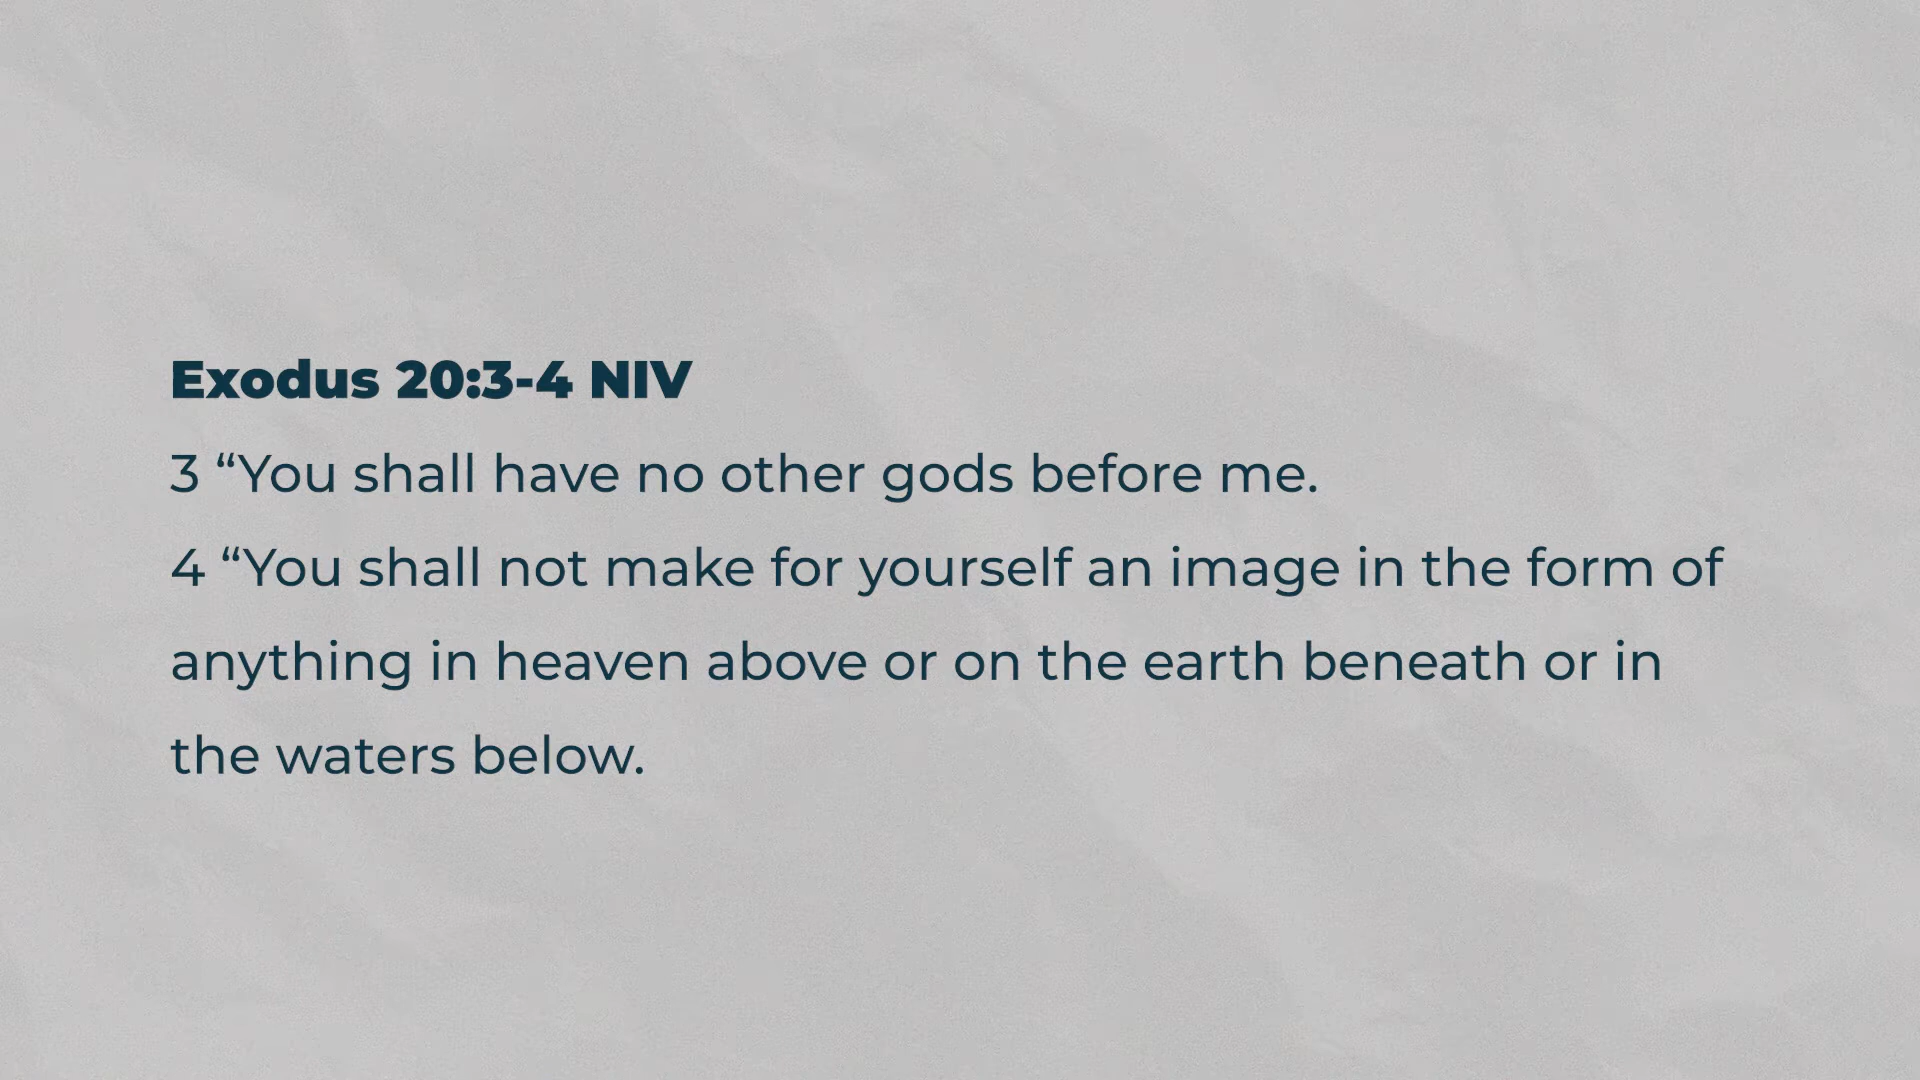 Exodus 20:3-4 NIV
3 “You shall have no other gods before me.
4 “You shall not make for yourself an image in the form of
anything in heaven above or on the earth beneath or in
the waters below.